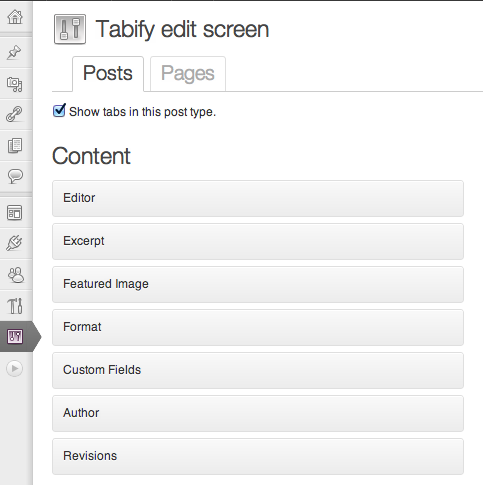 Tabify edit screen
Posts Pages
Show tabs in this post type.
Content
Editor
Excerpt
Featured Image
Format
Custom Fields
Author
Revisions